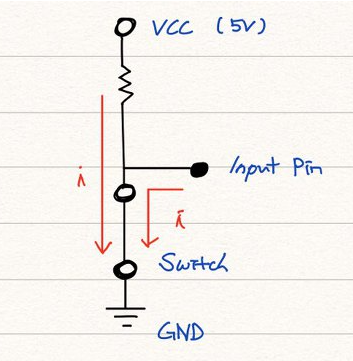 VCC (5V)
Input Pin
i
i
Switch
GND